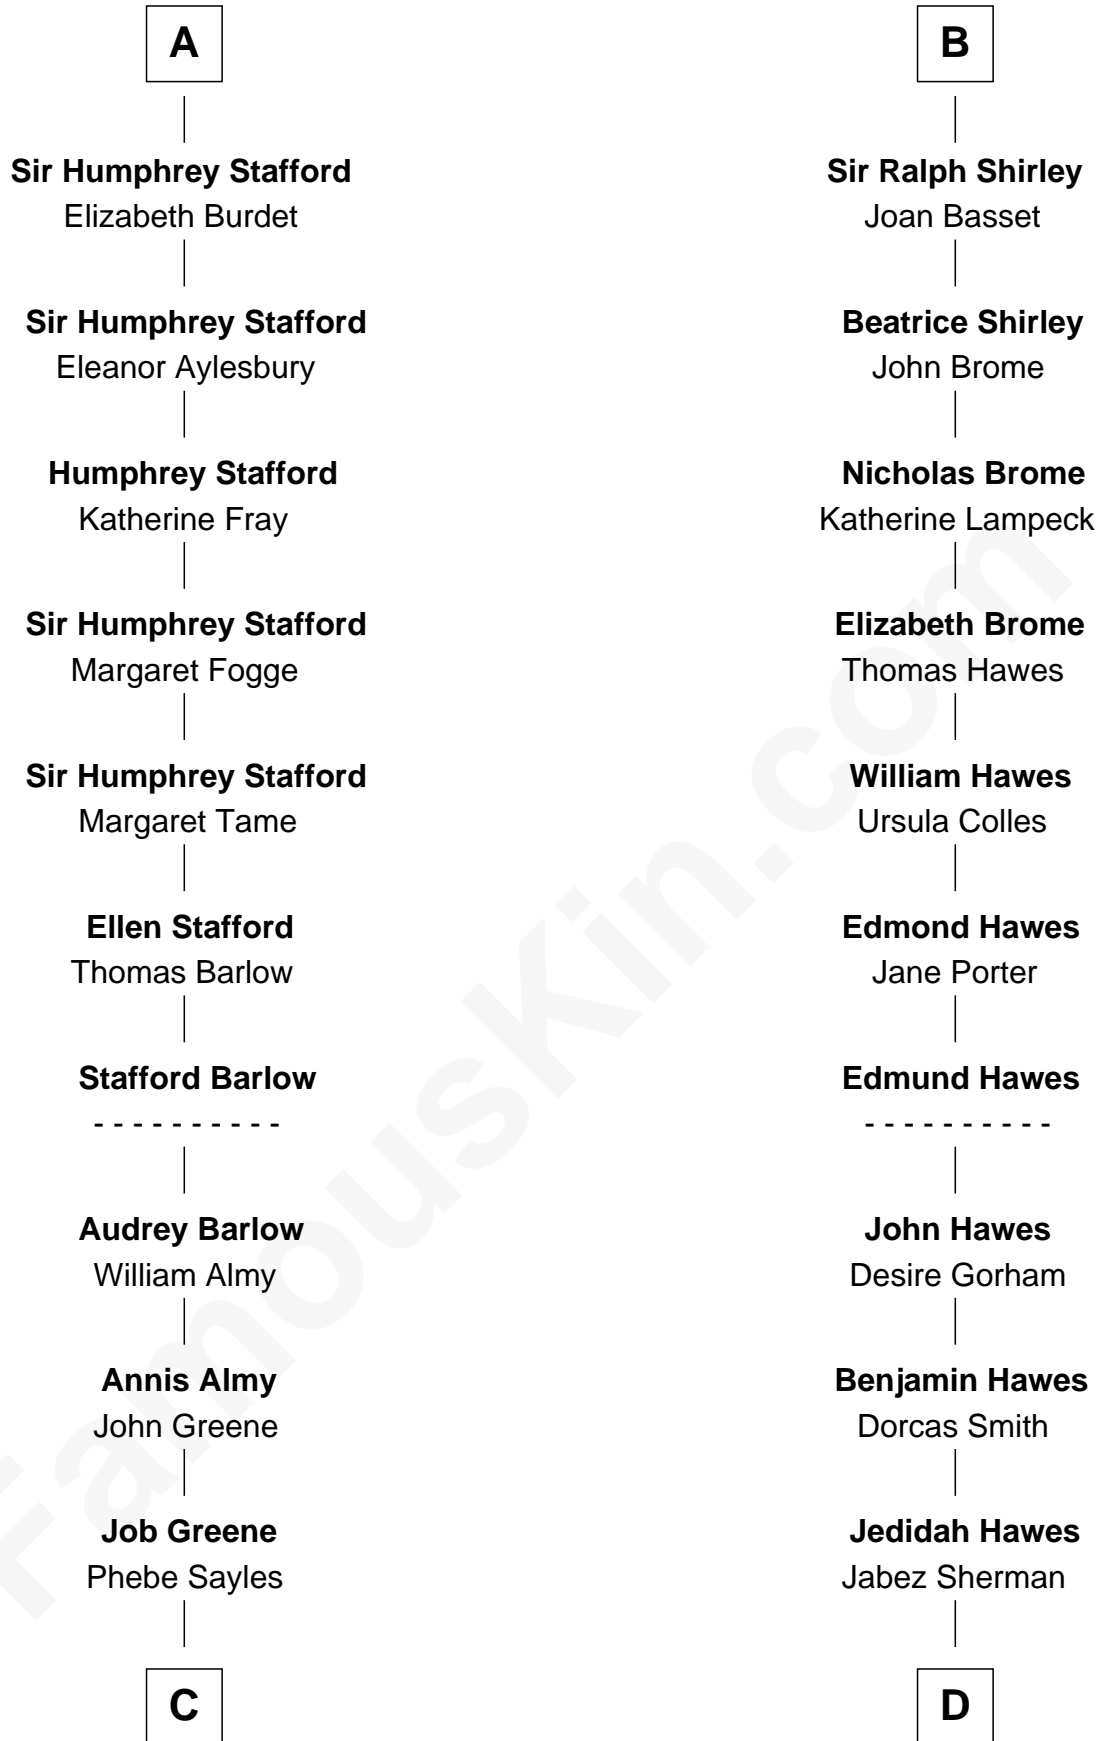 A
Sir Humphrey Stafford
Elizabeth Burdet
Sir Humphrey Stafford
Eleanor Aylesbury
Humphrey Stafford
Katherine Fray
Sir Humphrey Stafford
Margaret Fogge
Sir Humphrey Stafford
Margaret Tame
Ellen Stafford
Thomas Barlow
Stafford Barlow
- - - - - - - - - -
Audrey Barlow
William Almy
Annis Almy
John Greene
Job Greene
Phebe Sayles
C
B
Sir Ralph Shirley
Joan Basset
Beatrice Shirley
John Brome
Nicholas Brome
Katherine Lampeck
Elizabeth Brome
Thomas Hawes
William Hawes
Ursula Colles
Edmond Hawes
Jane Porter
Edmund Hawes
- - - - - - - - - -
John Hawes
Desire Gorham
Benjamin Hawes
Dorcas Smith
Jedidah Hawes
Jabez Sherman
D
FamousKin.com